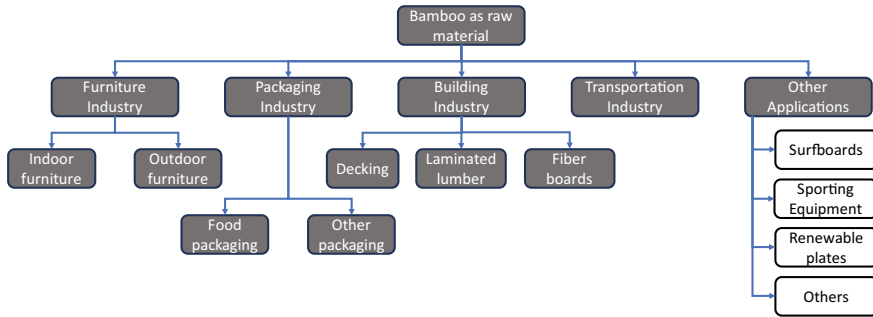 Bamboo as raw
material
Furniture
Industry
Packaging
Industry
Building
Industry
Transportation
Industry
Other
Applications
Indoor
furniture
Outdoor
furniture
Decking
Laminated
lumber
Fiber
boards
Surfboards
Sporting
Equipment
Food
packaging
Other
packaging
Renewable
plates
Others